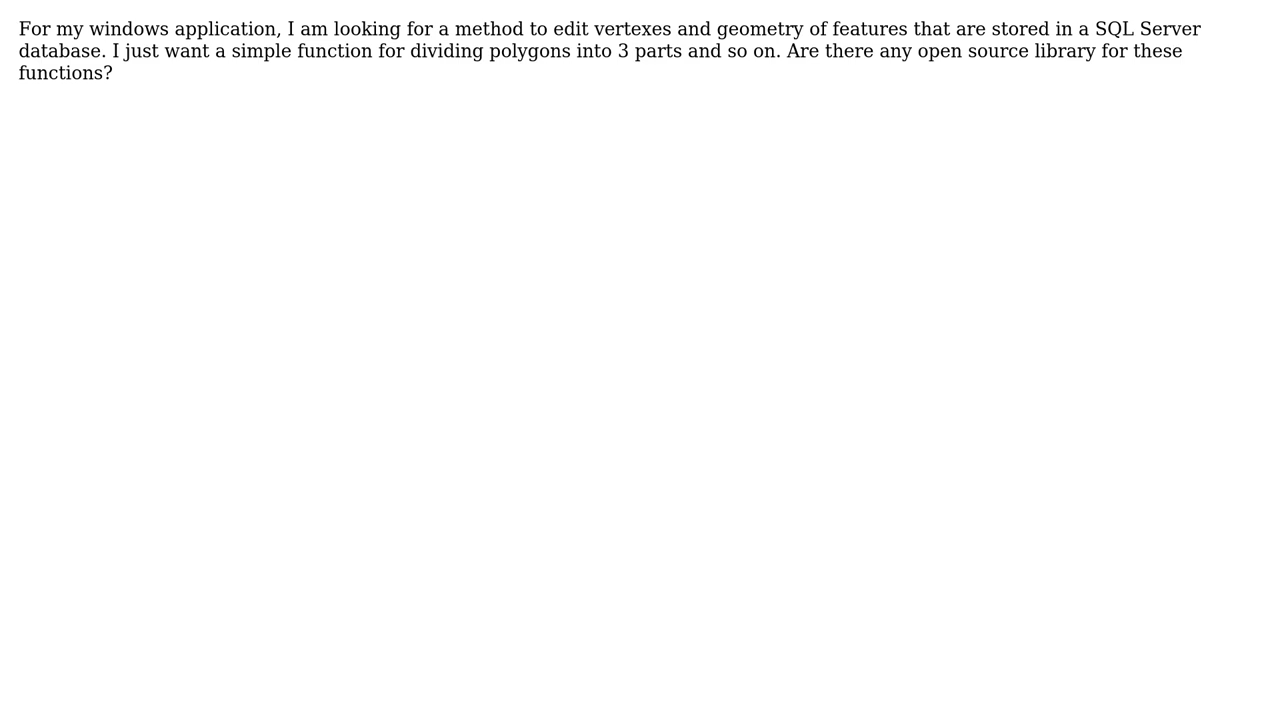 For my windows application, I am looking for a method to edit vertexes and geometry of features that are stored in a SQL Server
database. I just want a simple function for dividing polygons into 3 parts and so on. Are there any open source library for these
functions?